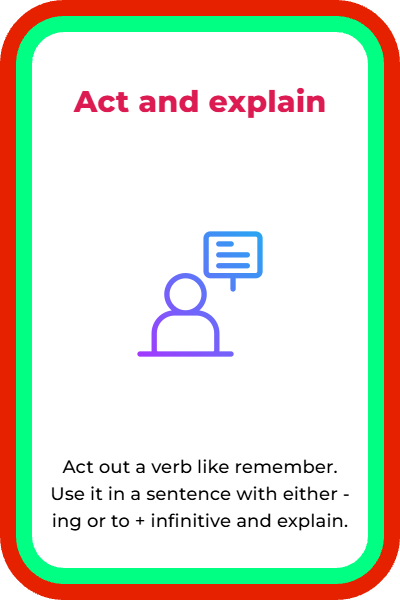 Act and explain
Act out a verb like remember.
Use it in a sentence with either -
ing or to + infinitive and explain.